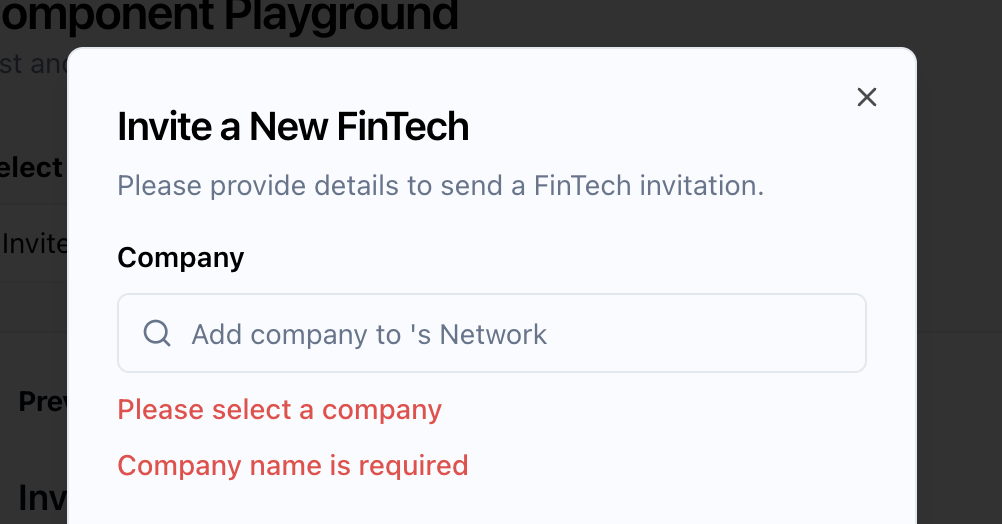 omponent Playground
st and
elect
Invite
Prev
Inv
Invite a New FinTech
Please provide details to send a FinTech invitation.
Company
Add company to 's Network
Please select a company
Company name is required